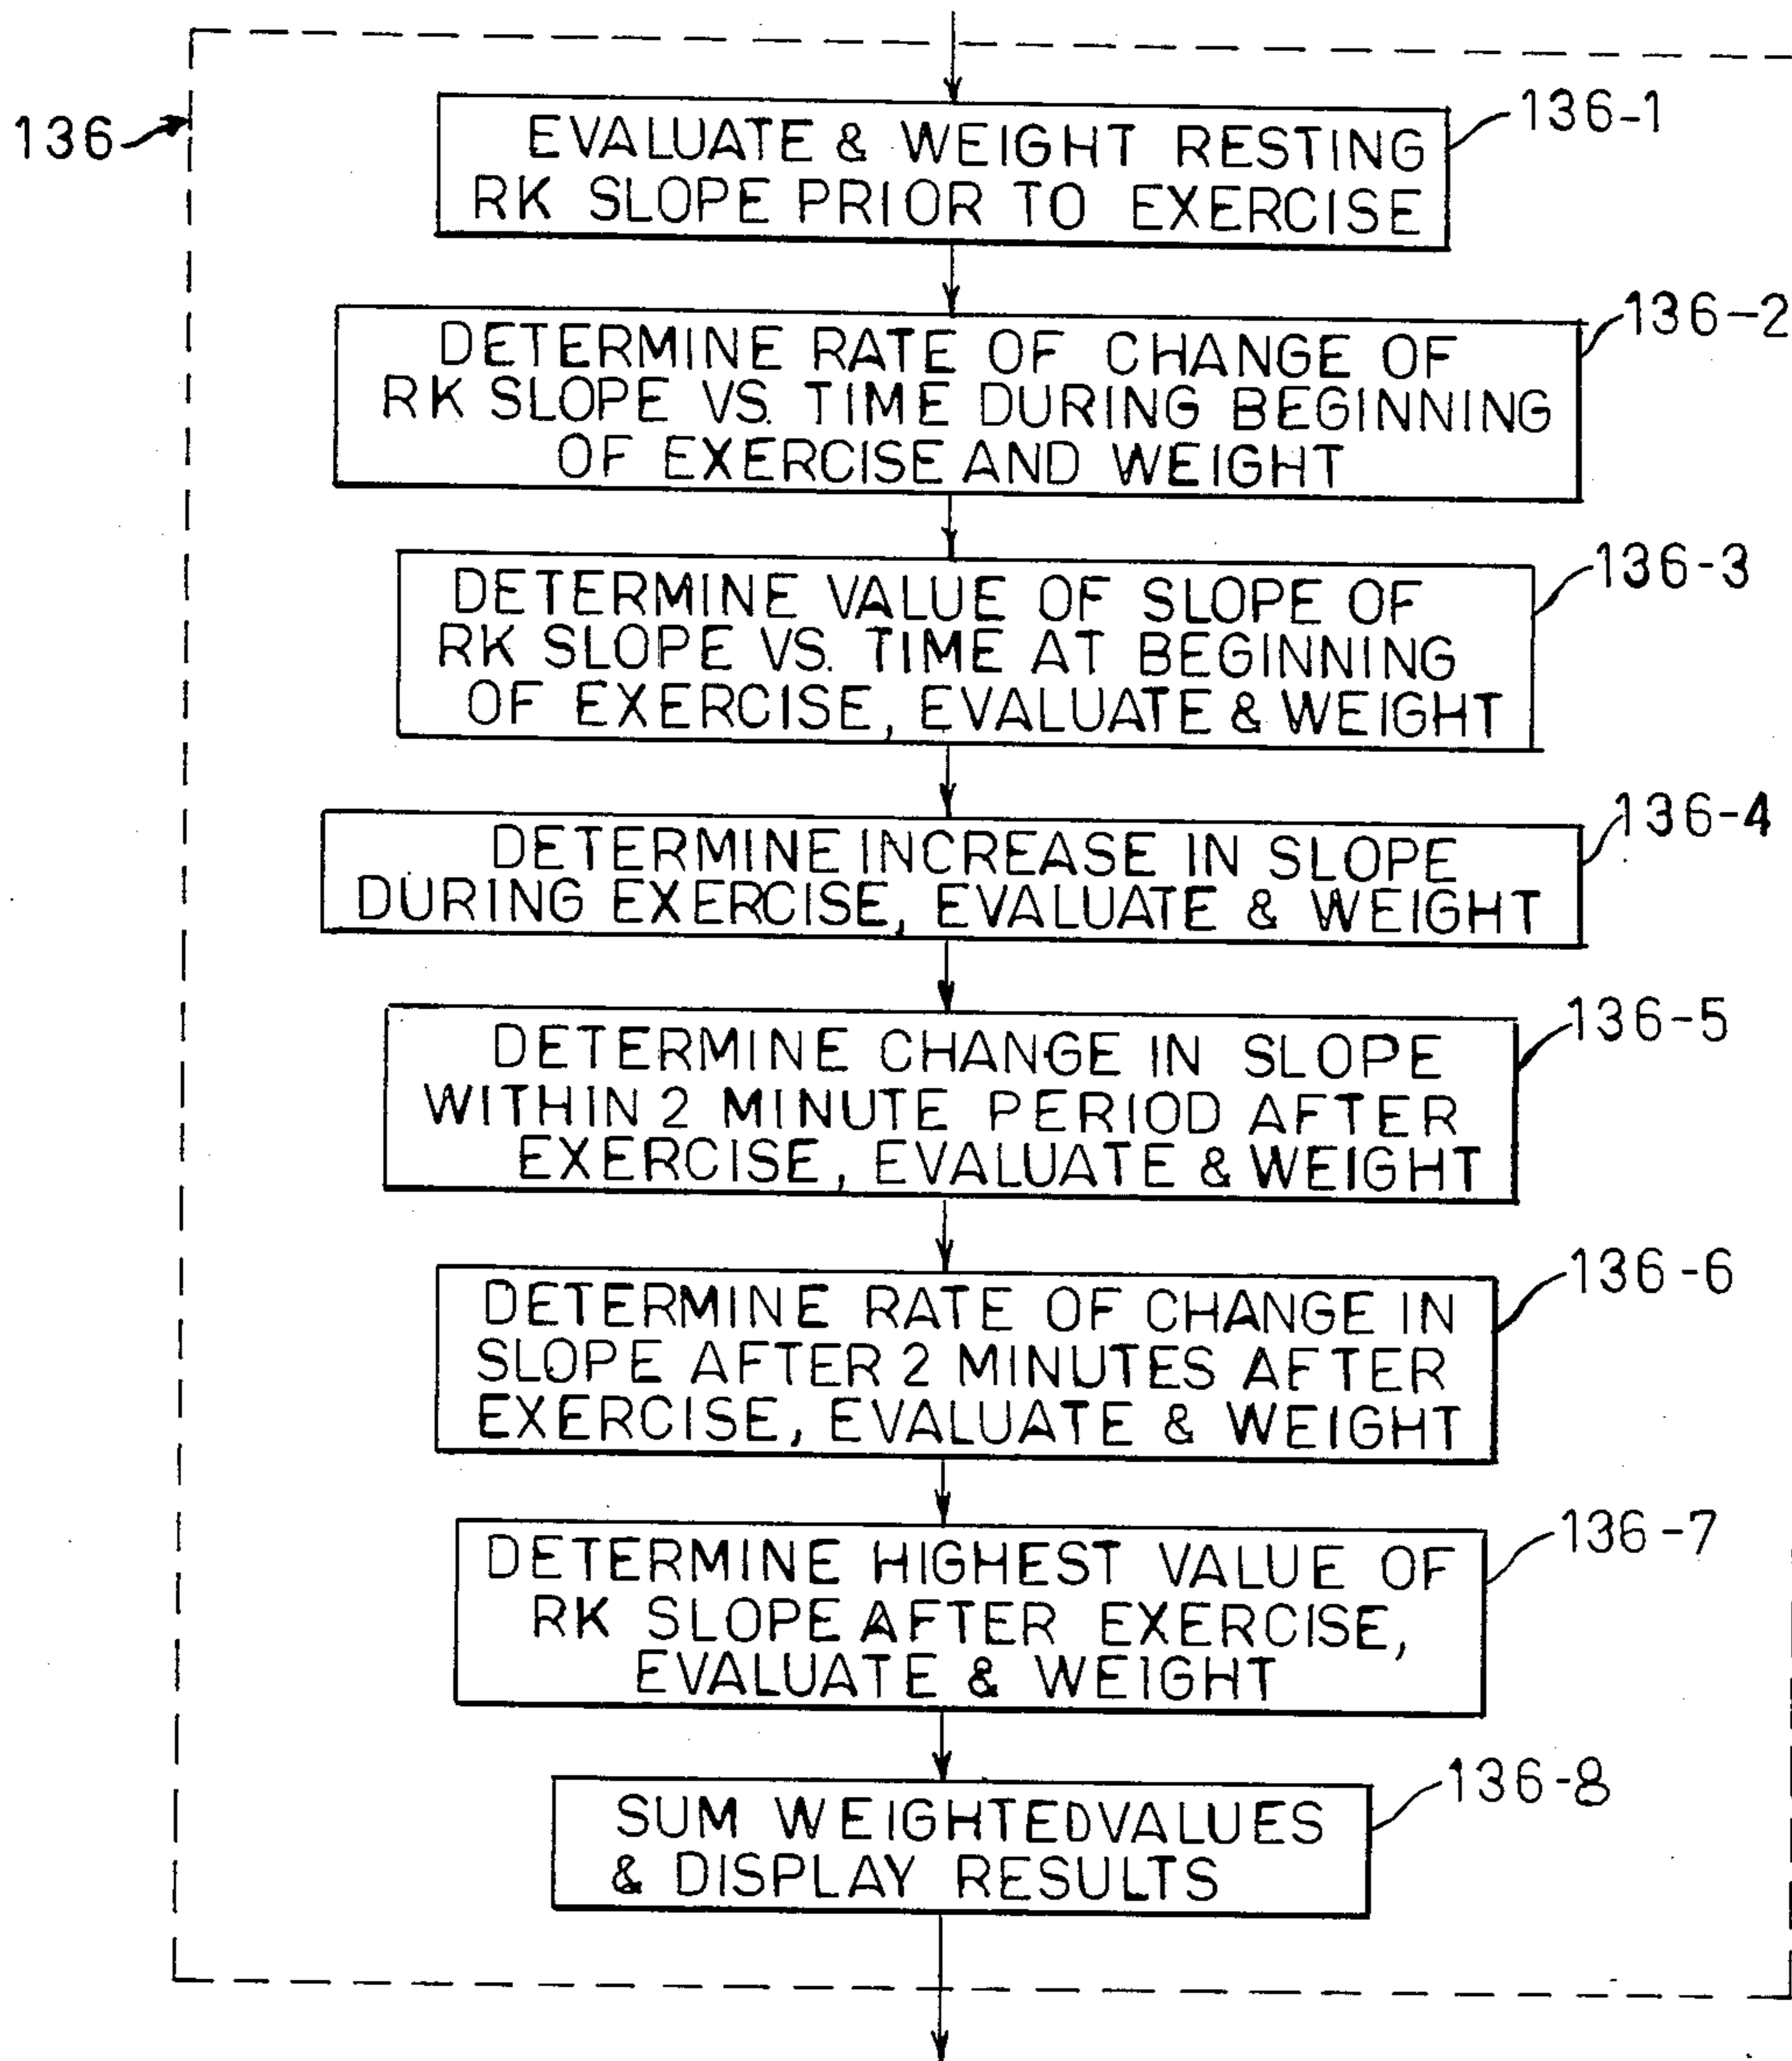 136
136-1
EVALUATE & WEIGHT RESTING
RK SLOPE PRIOR TO EXERCISE
136-2
DETERMINE RATE OF CHANGE OF
RK SLOPE VS. TIME DURING BEGINNING
OF EXERCISE AND WEIGHT
136-3
DETERMINE VALUE OF SLOPE OF
RK SLOPE VS. TIME AT BEGINNING
OF EXERCISE, EVALUATE & WEIGHT
136-4
DETERMINE INCREASE IN SLOPE
DURING EXERCISE, EVALUATE & WEIGHT
136-5
DETERMINE CHANGE IN SLOPE
WITHIN 2 MINUTE PERIOD AFTER
EXERCISE, EVALUATE & WEIGHT
136-6
DETERMINE RATE OF CHANGE IN
SLOPE AFTER 2 MINUTES AFTER
EXERCISE, EVALUATE & WEIGHT
136-7
DETERMINE HIGHEST VALUE OF
RK SLOPE AFTER EXERCISE,
EVALUATE & WEIGHT
136-8
SUM WEIGHTEDVALUES
& DISPLAY RESULTS